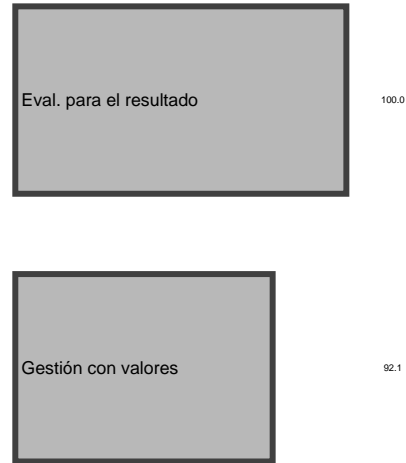 Eval. para el resultado
100.0
Gestión con valores
92.1